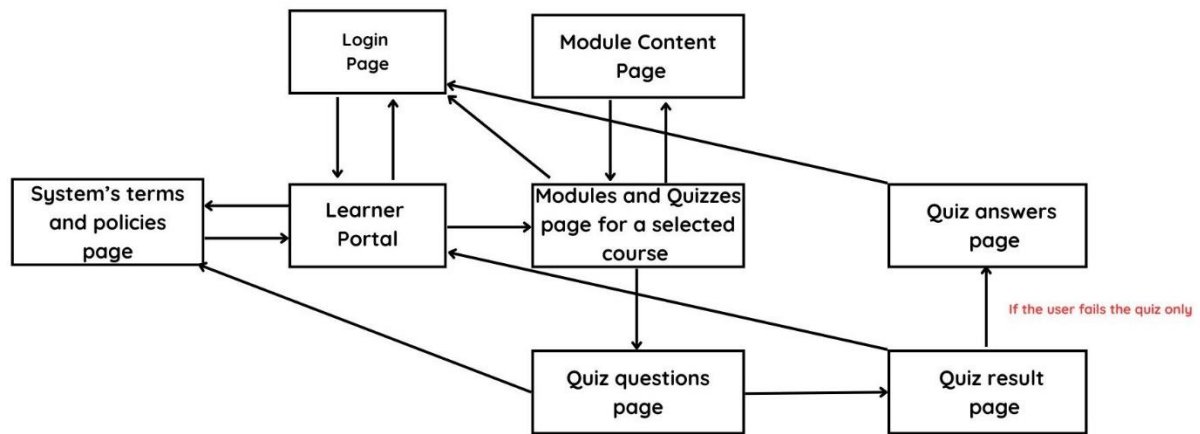 Login
Page
Module Content
Page
System's terms
and policies
page
Learner
Portal
Modules and Quizzes
page for a selected
course
Quiz answers
page
If the user fails the quiz only
Quiz questions
page
Quiz result
page